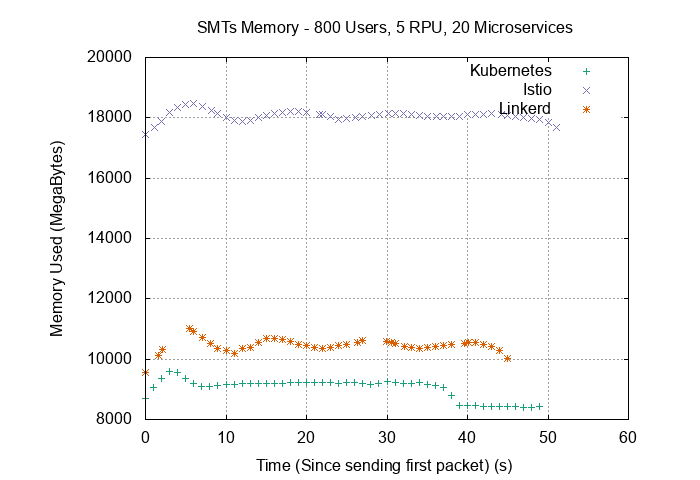 SMTs Memory - 800 Users, 5 RPU, 20 Microservices
20000
18000
16000
14000
12000
10000
8000
Memory Used (MegaBytes)
Kubernetes
Istio
Linkerd
0 10 20 30 40 50 60
Time (Since sending first packet) (s)